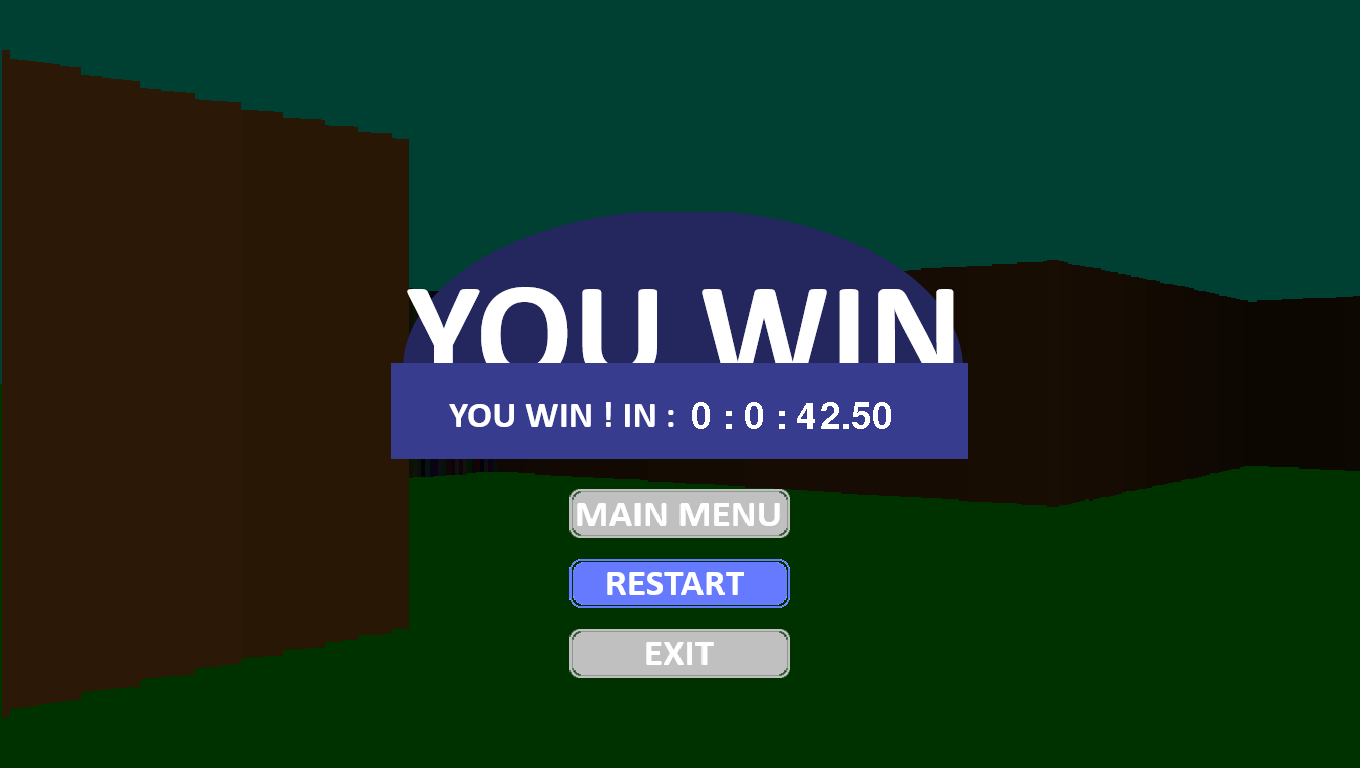 YOU WIN
YOU WIN ! IN : 0 : 0 : 42.50
MAIN MENU
RESTART
EXIT